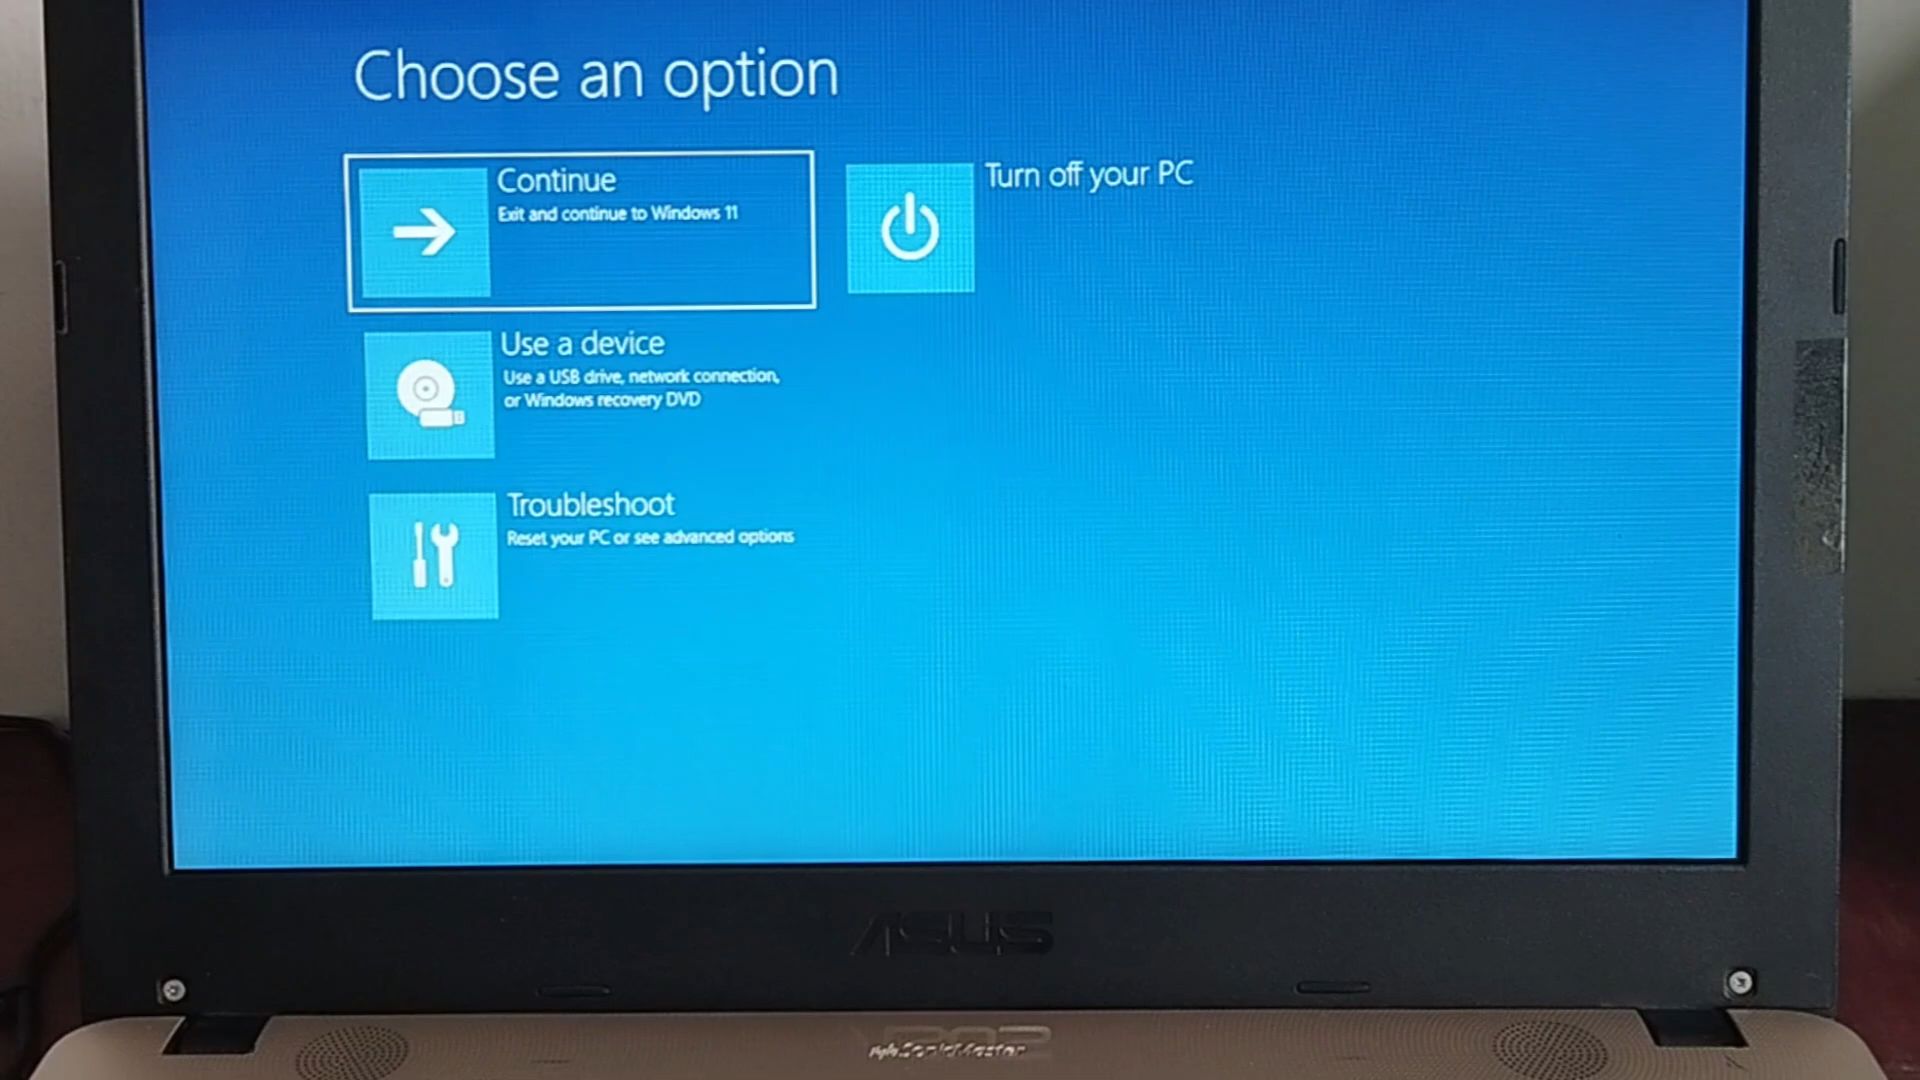 Choose an option
Continue
Exit and continue to Windows 11
Turn off your PC
Use a device
Use a USB drive, network connection,
or Windows recovery DVD
Troubleshoot
Reset your PC or see advanced options
ASUS